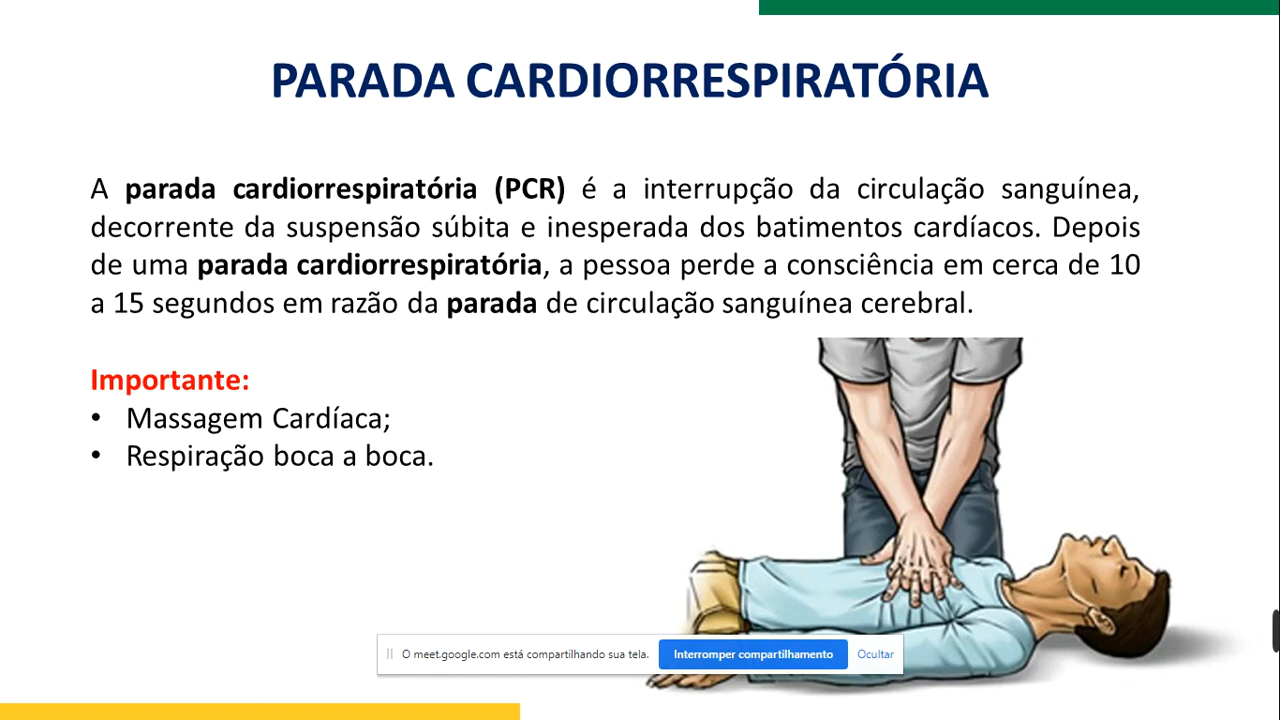 PARADA CARDIORRESPIRATÓRIA
A parada cardiorrespiratória (PCR) é a interrupção da circulação sanguínea,
decorrente da suspensão súbita e inesperada dos batimentos cardíacos. Depois
de uma parada cardiorrespiratória, a pessoa perde a consciência em cerca de 10
a 15 segundos em razão da parada de circulação sanguínea cerebral.
Importante:
• Massagem Cardíaca;
• Respiração boca a boca.
O meet.google.com está compartilhando sua tela. Interromper compartilhamento Ocultar